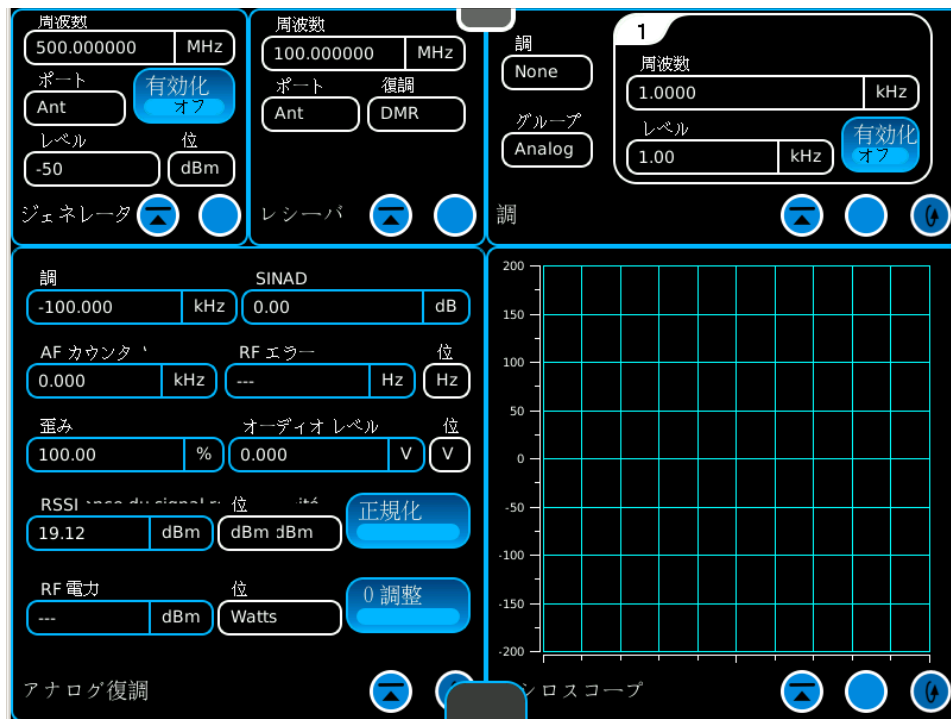 周波数
500.000000 MHz
ポート
有効化
オフ
Ant
レベル 位
-50 dBm
ジェネレータ
周波数
100.000000 MHz
ポート 復調
Ant DMR
レシーバ
調
None
グループ
Analog
1
周波数
1.0000 kHz
レベル
1.00 kHz
有効化
オフ
調
調 SINAD
-100.000 kHz 0.00 dB
AF カウンタ RF エラー 位
0.000 kHz --- Hz Hz
歪み オーディオ レベル 位
100.00 % 0.000 V V
RSSI du signal 位
19.12 dBm dBm dBm
正規化
RF 電力 位
--- dBm Watts
0 調整
アナログ復調
200
150
100
50
0
-50
-100
-150
-200
シロスコープ